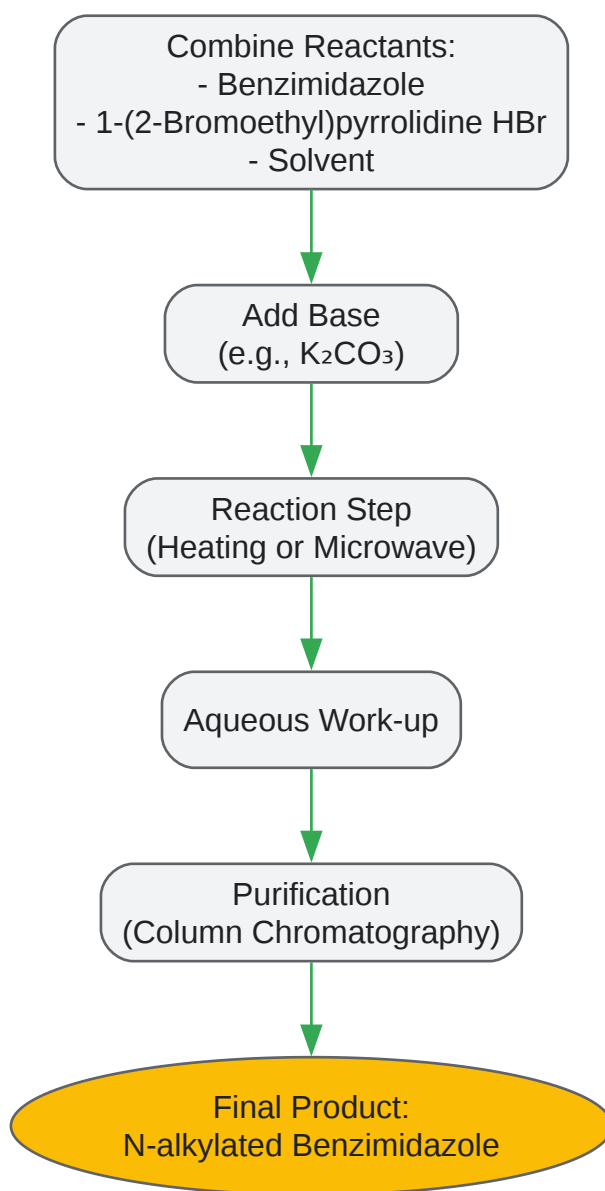 Combine Reactants:
- Benzimidazole
- 1-(2-Bromoethyl)pyrrolidine HBr
- Solvent
Add Base
(e.g., K₂CO₃)
Reaction Step
(Heating or Microwave)
Aqueous Work-up
Purification
(Column Chromatography)
Final Product:
N-alkylated Benzimidazole